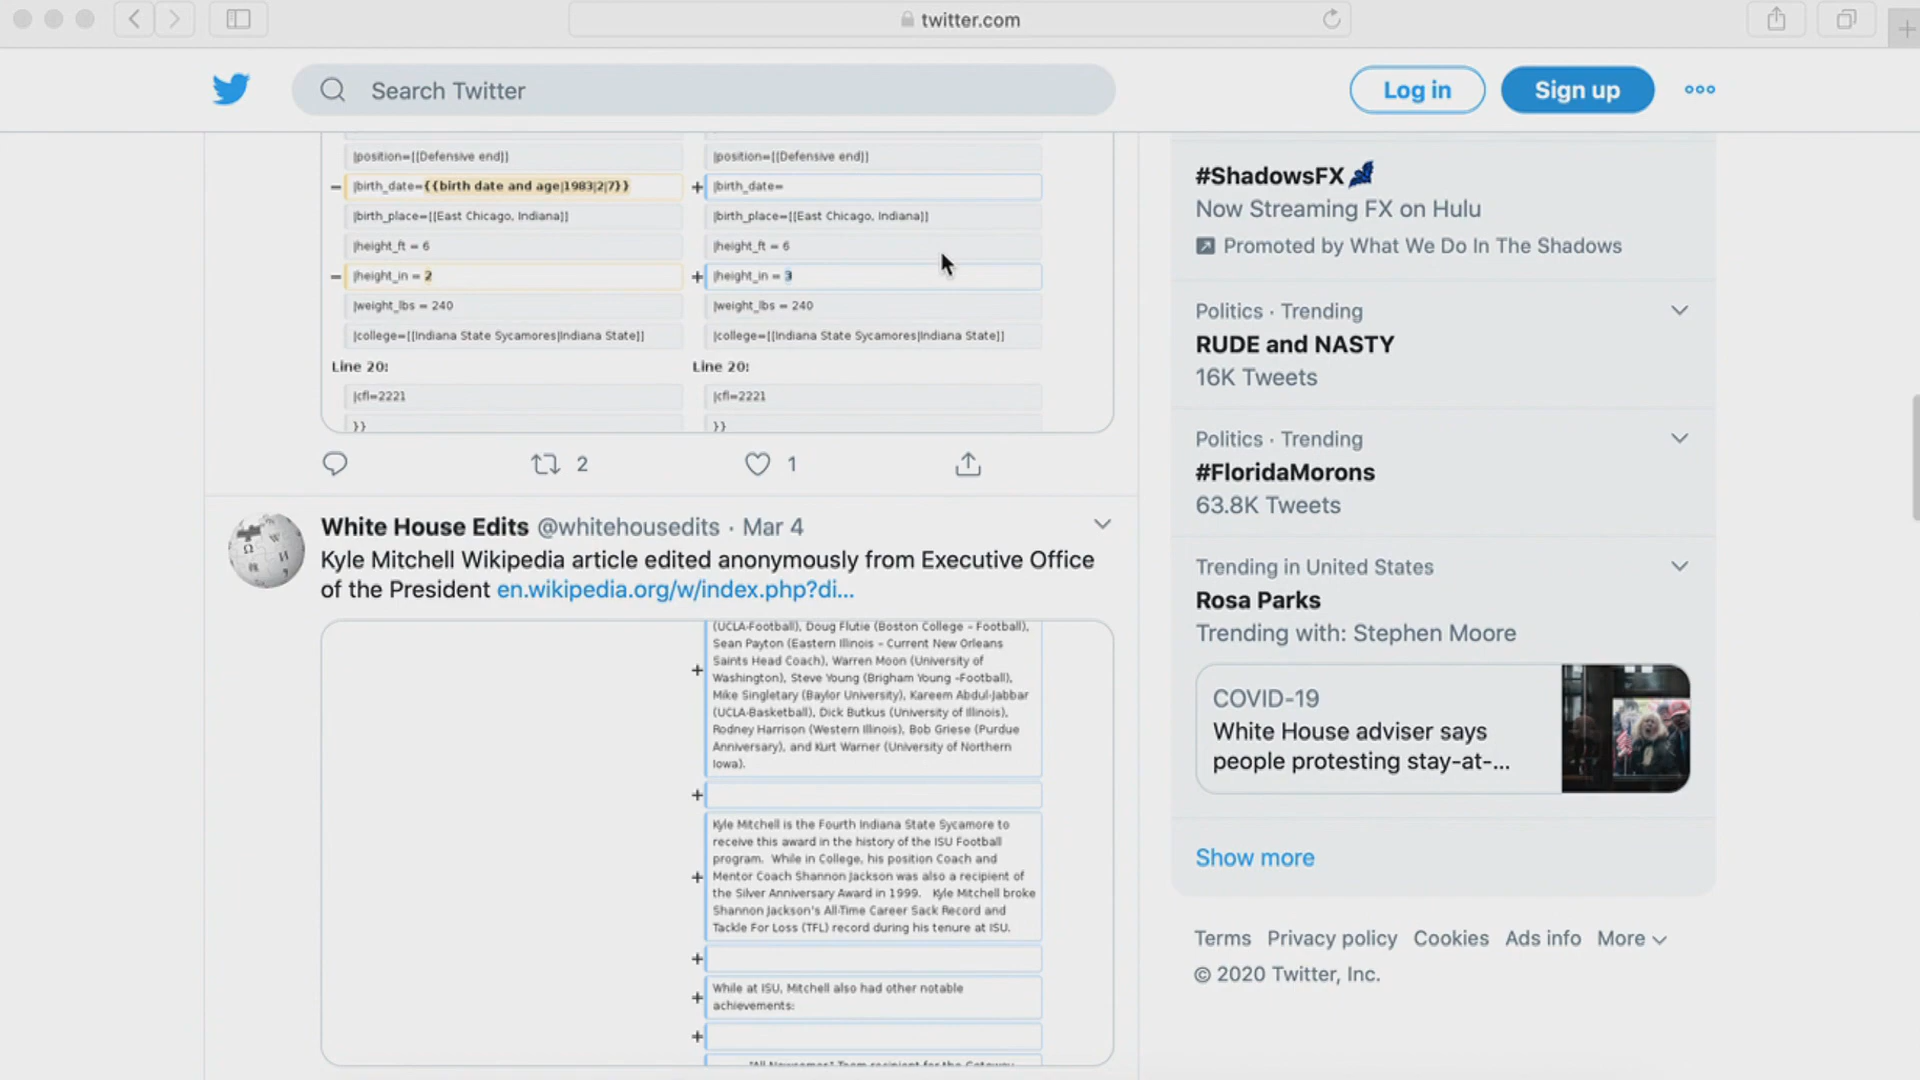 twitter.com
Search Twitter
Log in
Sign up
|position=[[Defensive end]]
|position=[[Defensive end]]
− |birth_date={{birth date and age|1983|2|7}}
+ |birth_date=
|birth_place=[[East Chicago, Indiana]]
|birth_place=[[East Chicago, Indiana]]
|height_ft = 6
|height_ft = 6
− |height_in = 2
+ |height_in = 3
|weight_lbs = 240
|weight_lbs = 240
|college=[[Indiana State Sycamores|Indiana State]]
|college=[[Indiana State Sycamores|Indiana State]]
Line 20:
Line 20:
|cfl=2221
|cfl=2221
}}
}}
2
1
White House Edits @whitehousedits · Mar 4
Kyle Mitchell Wikipedia article edited anonymously from Executive Office
of the President en.wikipedia.org/w/index.php?di...
(UCLA-Football), Doug Flutie (Boston College – Football),
Sean Payton (Eastern Illinois – Current New Orleans
Saints Head Coach), Warren Moon (University of
+
Washington), Steve Young (Brigham Young –Football),
Mike Singletary (Baylor University), Kareem Abdul-Jabbar
(UCLA-Basketball), Dick Butkus (University of Illinois),
Rodney Harrison (Western Illinois), Bob Griese (Purdue
Anniversary), and Kurt Warner (University of Northern
Iowa).
+
Kyle Mitchell is the Fourth Indiana State Sycamore to
receive this award in the history of the ISU Football
program.  While in College, his position Coach and
+ Mentor Coach Shannon Jackson was also a recipient of
the Silver Anniversary Award in 1999.   Kyle Mitchell broke
Shannon Jackson's All-Time Career Sack Record and
Tackle For Loss (TFL) record during his tenure at ISU.
+
While at ISU, Mitchell also had other notable
+ achievements:
+
"All-Newcomer" Team recipient for the Gateway
#ShadowsFX
Now Streaming FX on Hulu
Promoted by What We Do In The Shadows
Politics · Trending
RUDE and NASTY
16K Tweets
Politics · Trending
#FloridaMorons
63.8K Tweets
Trending in United States
Rosa Parks
Trending with: Stephen Moore
COVID-19
White House adviser says
people protesting stay-at-...
Show more
Terms Privacy policy Cookies Ads info More
© 2020 Twitter, Inc.